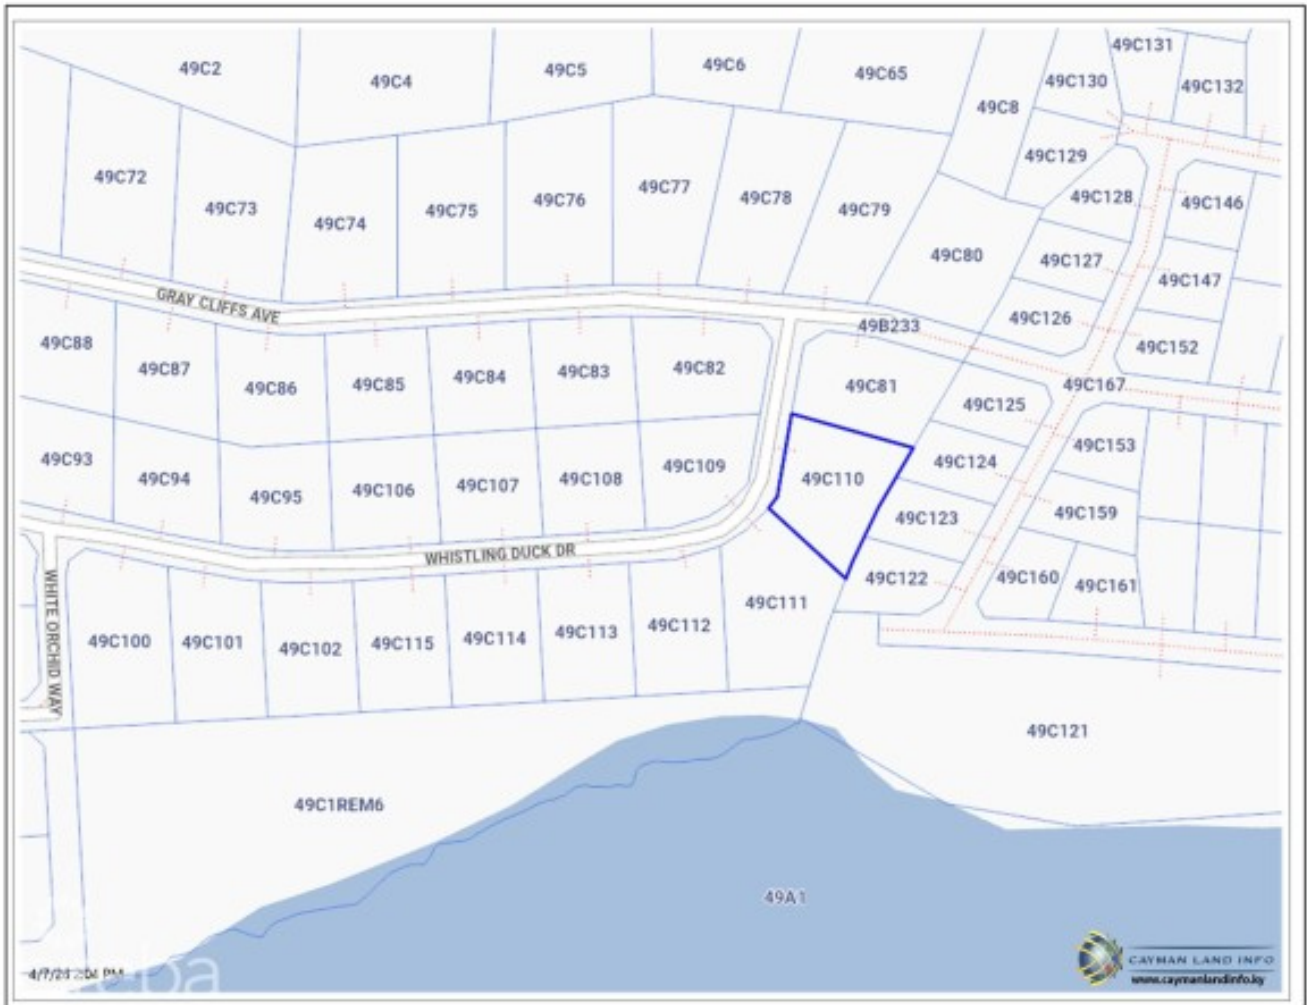 49C131
49C2
49C4
49C5
49C6
49C65
49C130
49C132
49C8
49C129
49C72
49C73
49C74
49C75
49C76
49C77
49C78
49C79
49C128
49C146
49C80
49C127
49C147
GRAY CLIFFS AVE
49B233
49C126
49C152
49C88
49C87
49C86
49C85
49C84
49C83
49C82
49C81
49C167
49C125
49C93
49C94
49C95
49C106
49C107
49C108
49C109
49C110
49C124
49C153
49C123
49C159
WHISTLING DUCK DR
49C122
49C160
49C161
WHITE ORCHID WAY
49C100
49C101
49C102
49C115
49C114
49C113
49C112
49C111
49C121
49C1REM6
49A1
CAYMAN LAND INFO
www.caymanlandinfo.ky